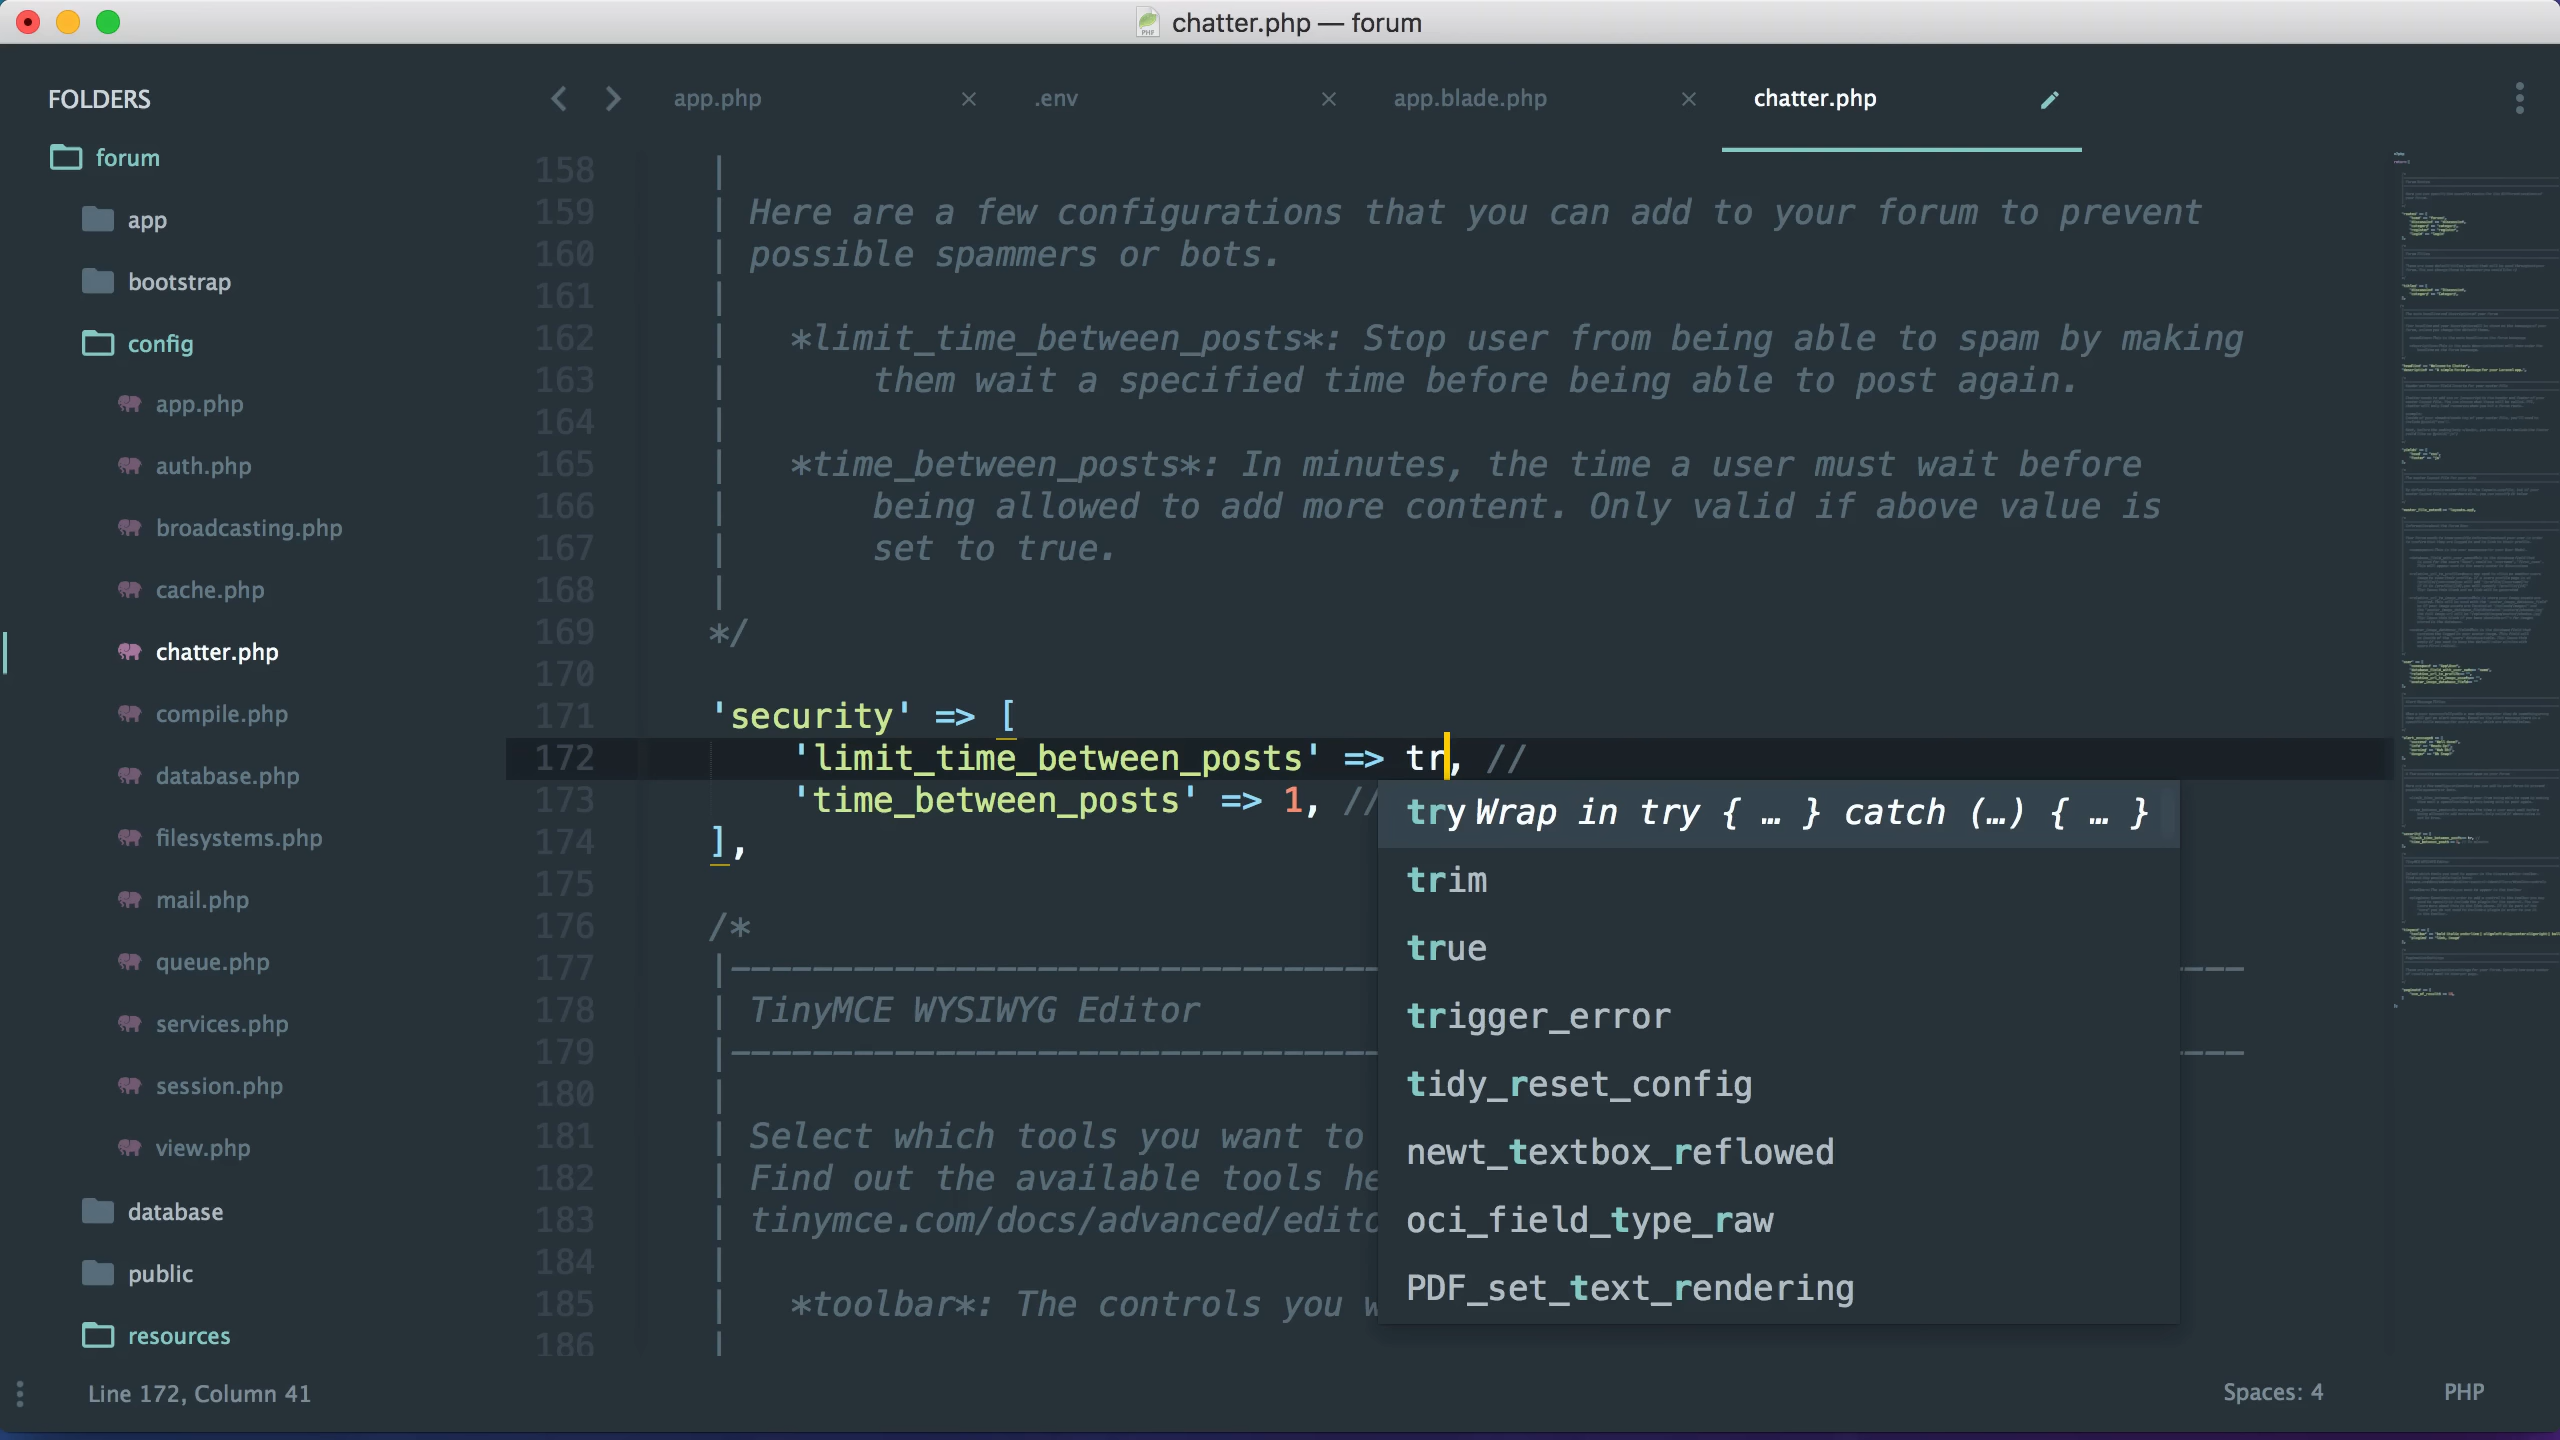 chatter.php — forum
FOLDERS
forum
app
bootstrap
config
app.php
auth.php
broadcasting.php
cache.php
chatter.php
compile.php
database.php
filesystems.php
mail.php
queue.php
services.php
session.php
view.php
database
public
resources
app.php
.env
app.blade.php
chatter.php
158 |
159 | Here are a few configurations that you can add to your forum to prevent
160 | possible spammers or bots.
161 |
162 | *limit_time_between_posts*: Stop user from being able to spam by making
163 | them wait a specified time before being able to post again.
164 |
165 | *time_between_posts*: In minutes, the time a user must wait before
166 | being allowed to add more content. Only valid if above value is
167 | set to true.
168 |
169 */
170
171 'security' => [
172 'limit_time_between_posts' => tr, //
173 'time_between_posts' => 1, //
174 ],
175
176 /*
177 |--------------------------------------------------------------------------
178 | TinyMCE WYSIWYG Editor
179 |--------------------------------------------------------------------------
180 |
181 | Select which tools you want to
182 | Find out the available tools he
183 | tinymce.com/docs/advanced/edito
184 |
185 | *toolbar*: The controls you w
186 |
try Wrap in try { … } catch (…) { … }
trim
true
trigger_error
tidy_reset_config
newt_textbox_reflowed
oci_field_type_raw
PDF_set_text_rendering
Line 172, Column 41
Spaces: 4
PHP